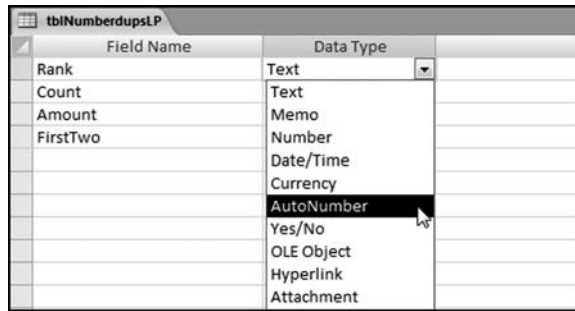 tblNumberdupsLP
Field Name Data Type
Rank Text
Count Text
Amount Memo
FirstTwo Number
Date/Time
Currency
AutoNumber
Yes/No
OLE Object
Hyperlink
Attachment